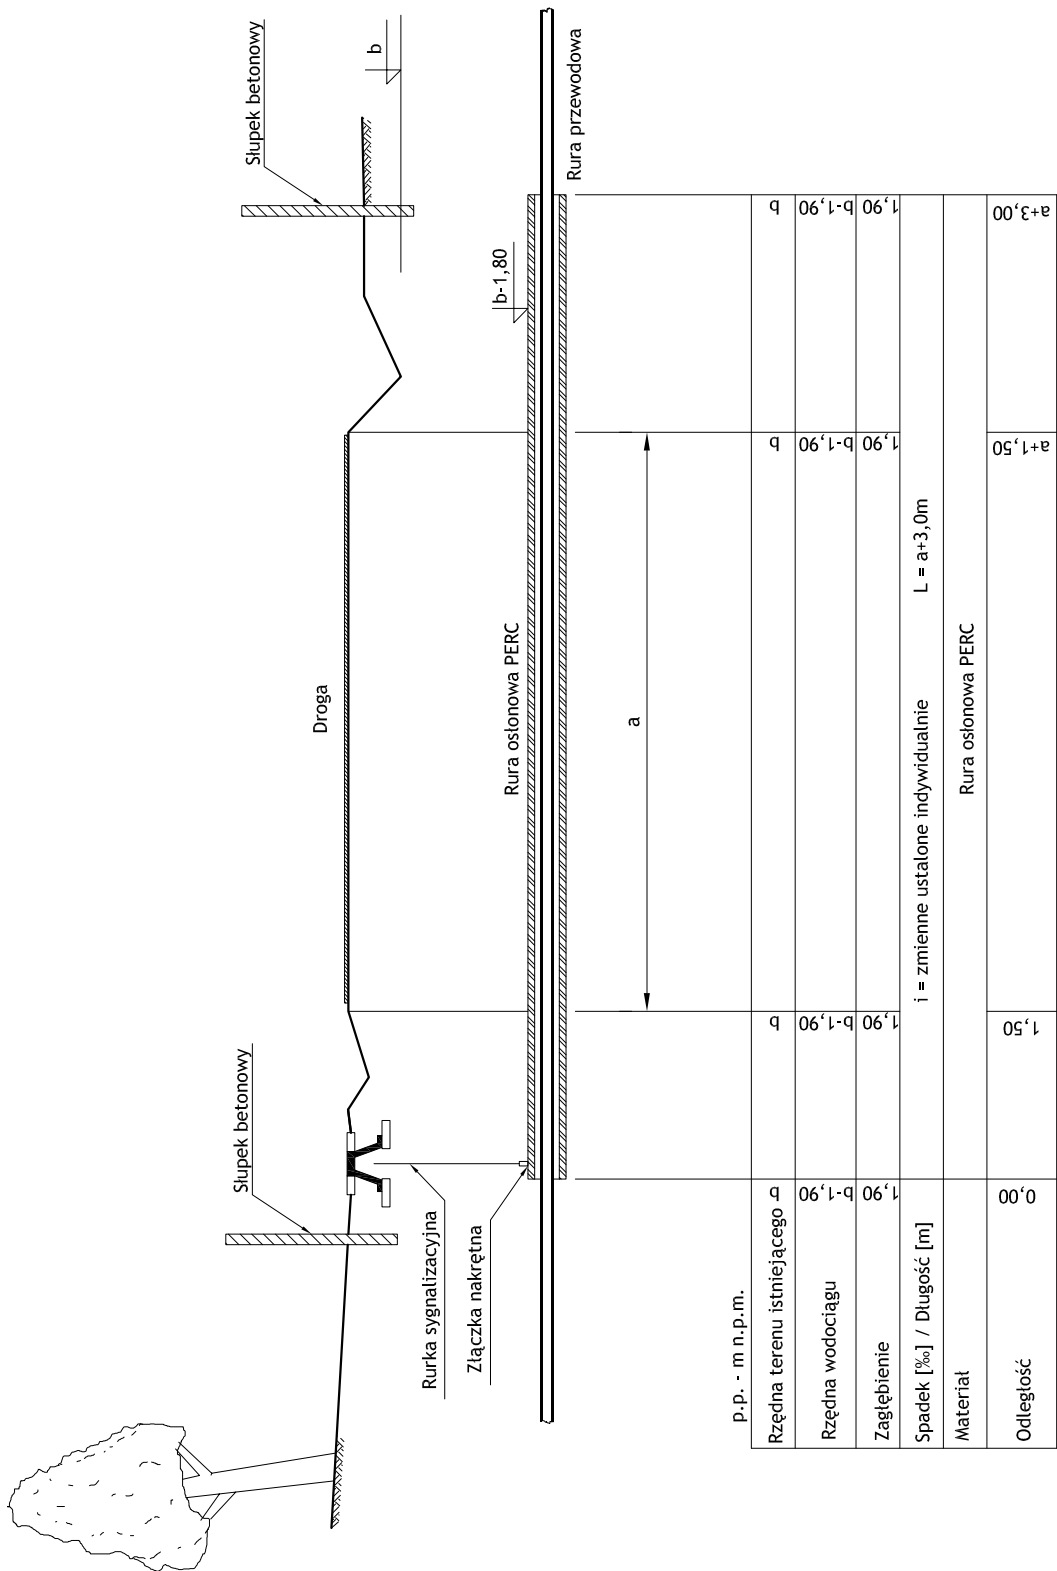 Słupek betonowy
Słupek betonowy
b
Droga
Rurka sygnalizacyjna
Złączka nakrętna
Rura osłonowa PERC
b-1,80
Rura przewodowa
a
p.p. - m n.p.m.
Rzędna terenu istniejącego b b b b
Rzędna wodociągu b-1,90 b-1,90 b-1,90 b-1,90
Zagłębienie 1,90 1,90 1,90 1,90
Spadek [‰] / Długość [m] i = zmienne ustalone indywidualnie L = a+3,0m
Materiał Rura osłonowa PERC
Odległość 0,00 1,50 a+1,50 a+3,00